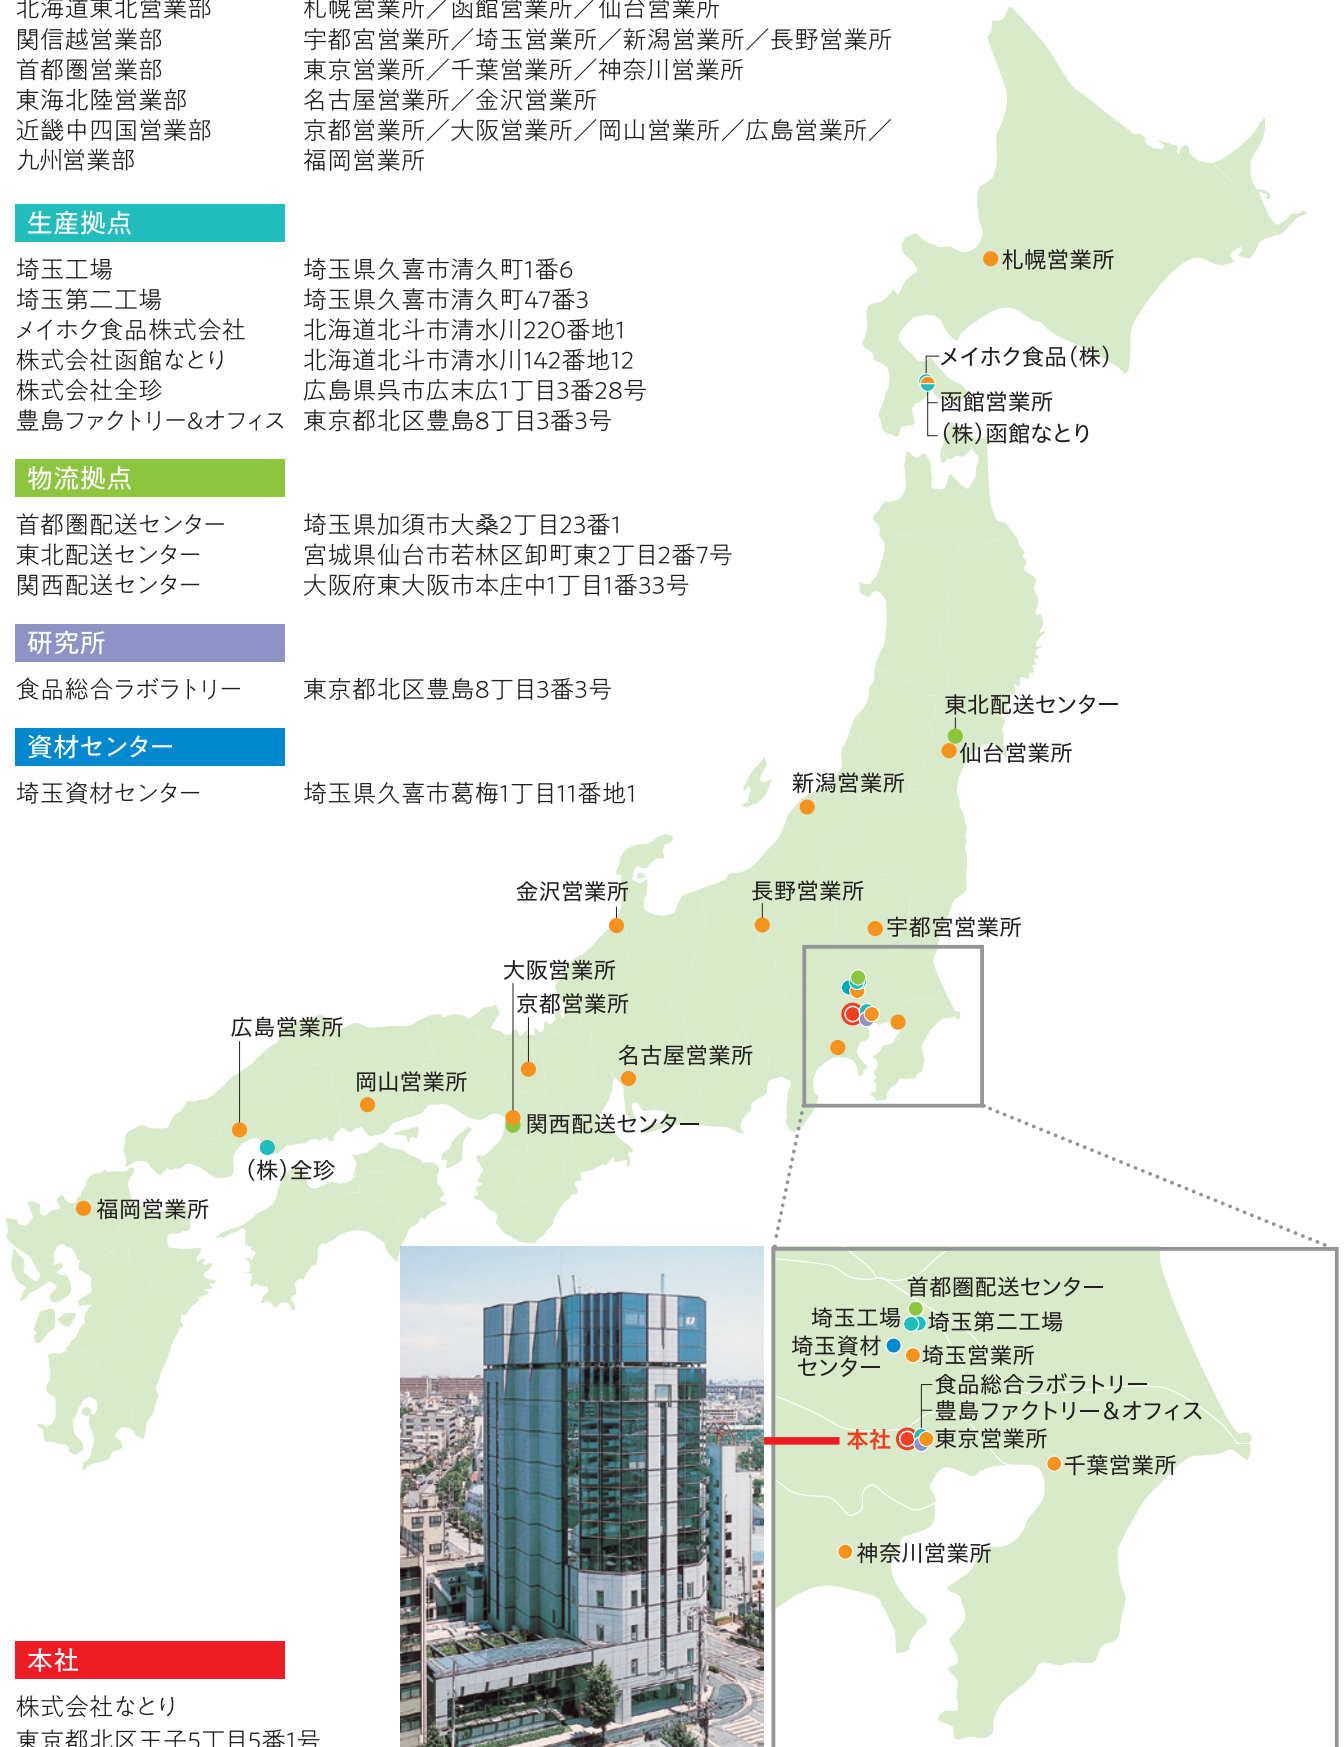 北海道東北営業部 札幌営業所／函館営業所／仙台営業所
関信越営業部 宇都宮営業所／埼玉営業所／新潟営業所／長野営業所
首都圏営業部 東京営業所／千葉営業所／神奈川営業所
東海北陸営業部 名古屋営業所／金沢営業所
近畿中四国営業部 京都営業所／大阪営業所／岡山営業所／広島営業所／
九州営業部 福岡営業所
生産拠点
埼玉工場 埼玉県久喜市清久町1番6
埼玉第二工場 埼玉県久喜市清久町47番3
メイホク食品株式会社 北海道北斗市清水川220番地1
株式会社函館なとり 北海道北斗市清水川142番地12
株式会社全珍 広島県呉市広末広1丁目3番28号
豊島ファクトリー&オフィス 東京都北区豊島8丁目3番3号
物流拠点
首都圏配送センター 埼玉県加須市大桑2丁目23番1
東北配送センター 宮城県仙台市若林区卸町東2丁目2番7号
関西配送センター 大阪府東大阪市本庄中1丁目1番33号
研究所
食品総合ラボラトリー 東京都北区豊島8丁目3番3号
資材センター
埼玉資材センター 埼玉県久喜市葛梅1丁目11番地1
札幌営業所
メイホク食品(株)
函館営業所
(株)函館なとり
東北配送センター
仙台営業所
新潟営業所
金沢営業所
長野営業所
宇都宮営業所
大阪営業所
京都営業所
広島営業所
名古屋営業所
岡山営業所
関西配送センター
(株)全珍
福岡営業所
首都圏配送センター
埼玉工場
埼玉第二工場
埼玉資材
センター
埼玉営業所
食品総合ラボラトリー
豊島ファクトリー&オフィス
本社
東京営業所
千葉営業所
神奈川営業所
本社
株式会社なとり
東京都北区王子5丁目5番1号